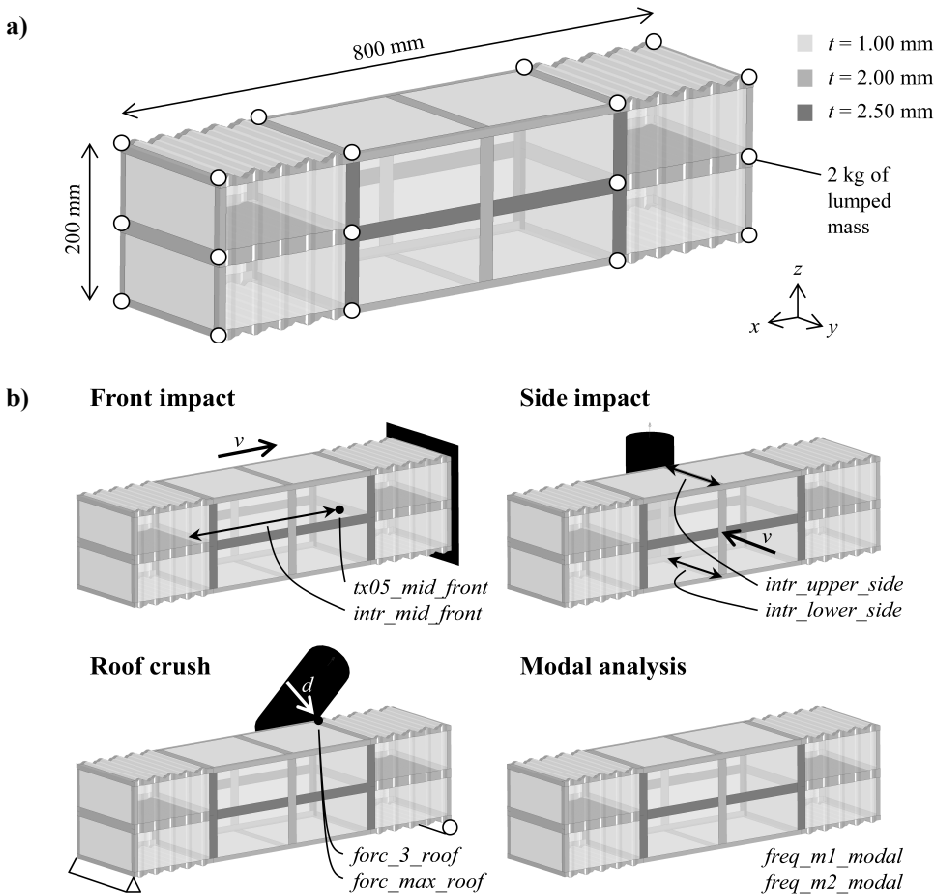 a)
800 mm
t = 1.00 mm
t = 2.00 mm
t = 2.50 mm
200 mm
2 kg of
lumped
mass
z
x
y
b)
Front impact
v
tx05_mid_front
intr_mid_front
Side impact
v
intr_upper_side
intr_lower_side
Roof crush
d
forc_3_roof
forc_max_roof
Modal analysis
freq_m1_modal
freq_m2_modal